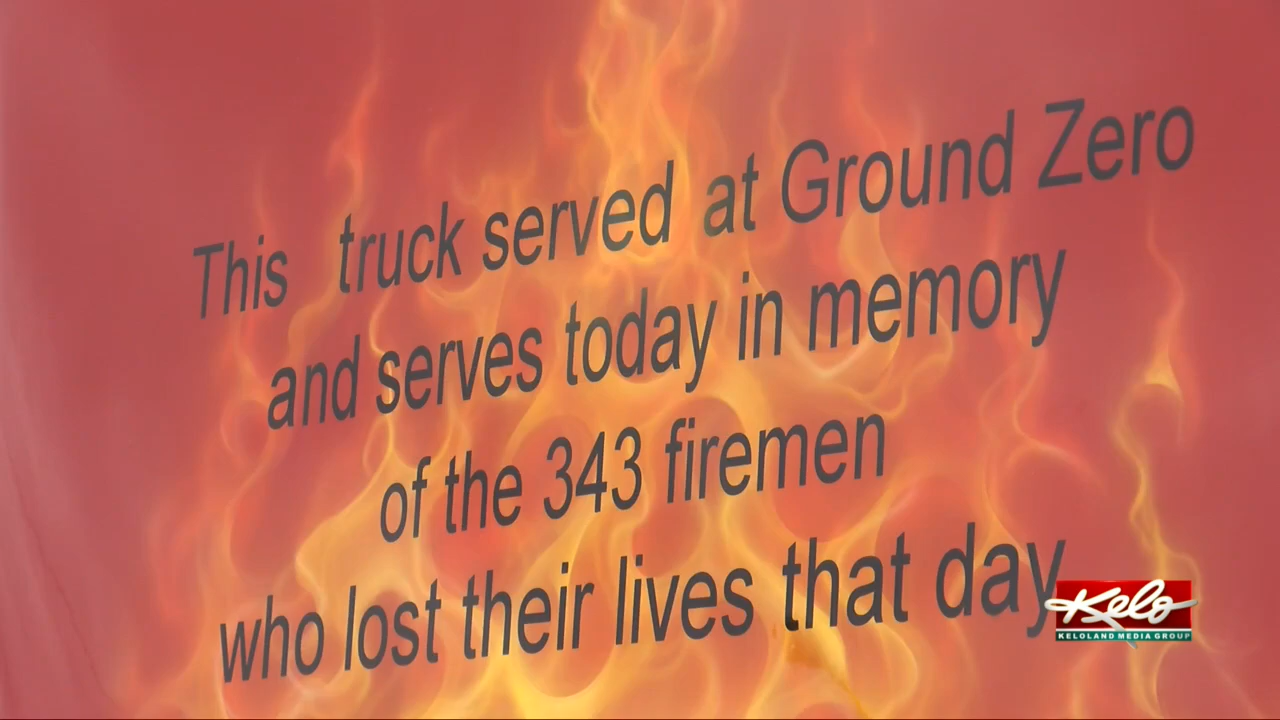 This truck served at Ground Zero
and serves today in memory
of the 343 firemen
who lost their lives that day
Kelo
KELOLAND MEDIA GROUP